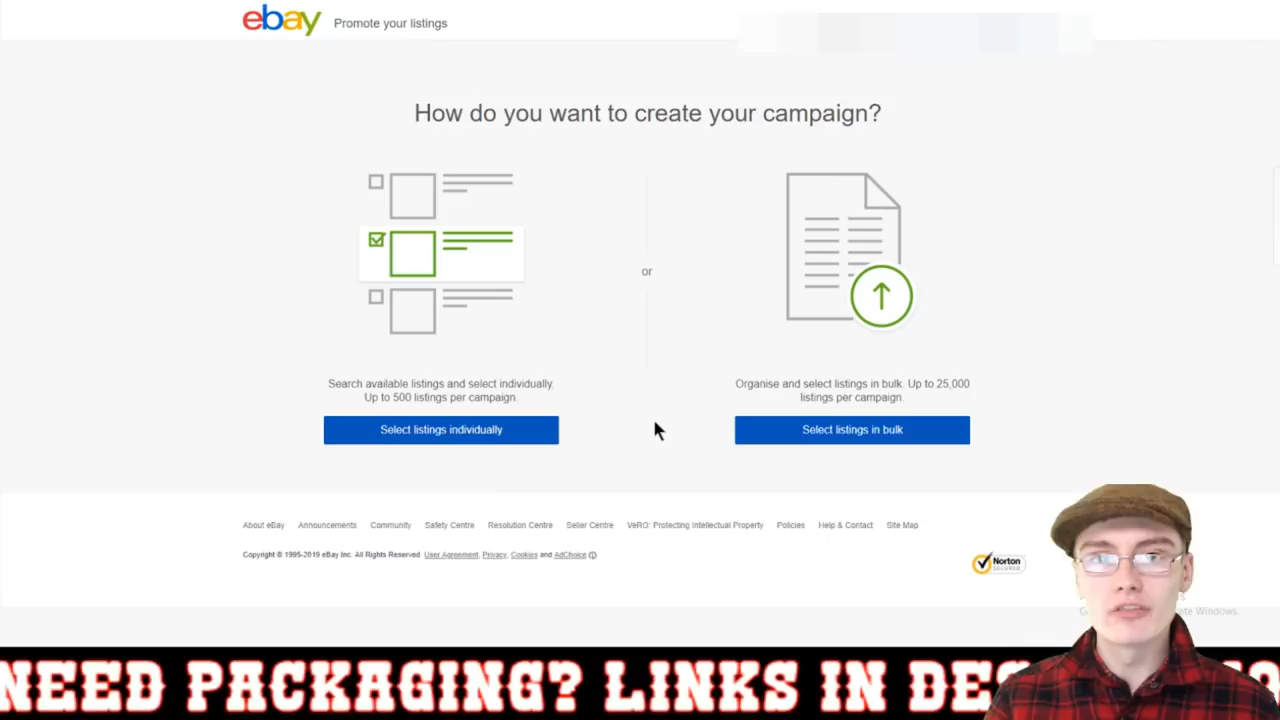 ebay
Promote your listings
How do you want to create your campaign?
or
Search available listings and select individually.
Up to 500 listings per campaign.
Select listings individually
Organise and select listings in bulk. Up to 25,000
listings per campaign.
Select listings in bulk
About eBay Announcements Community Safety Centre Resolution Centre Seller Centre VeRO: Protecting Intellectual Property Policies Help & Contact Site Map
Copyright © 1995-2019 eBay Inc. All Rights Reserved. User Agreement, Privacy, Cookies and AdChoice
Norton
SECURED
Windows.
NEED PACKAGING? LINKS IN DES